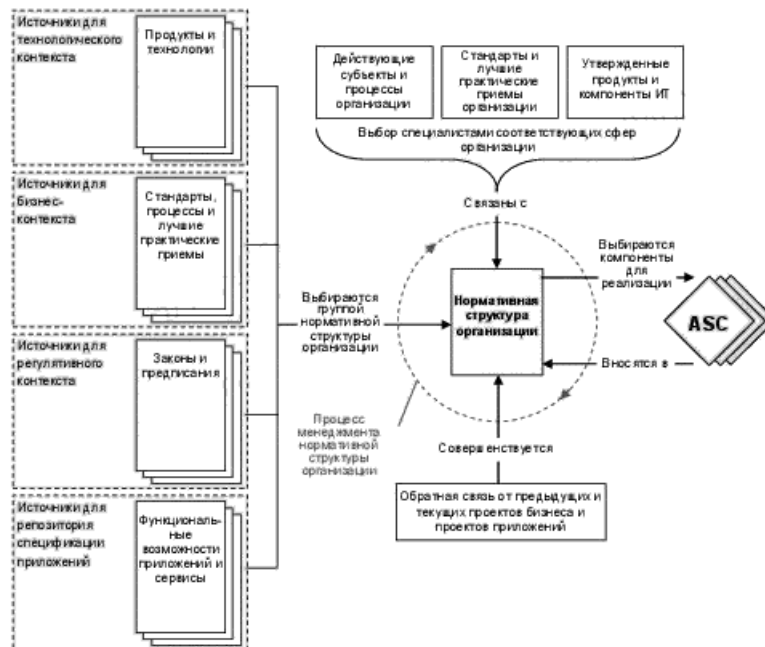 Источники для
технологического
контекста
Продукты и
технологии
Источники для
бизнес-
контекста
Стандарты,
процессы и
лучшие
практические
приемы
Источники для
регулятивного
контекста
Законы и
предписания
Источники для
репозитория
спецификации
приложений
Функциональ-
ные
возможности
приложений и
сервисы
Действующие
субъекты и
процессы
организации
Стандарты и
лучшие
практические
приемы
организации
Утвержденные
продукты и
компоненты ИТ
Выбор специалистами соответствующих сфер
организации
Связаны с
Выбираются
группой
нормативной
структуры
организации
Нормативная
структура
организации
Выбираются
компоненты
для
реализации
ASC
Вносятся в
Процесс
менеджмента
нормативной
структуры
организации
Совершенствуется
Обратная связь от предыдущих и
текущих проектов бизнеса и
проектов приложений